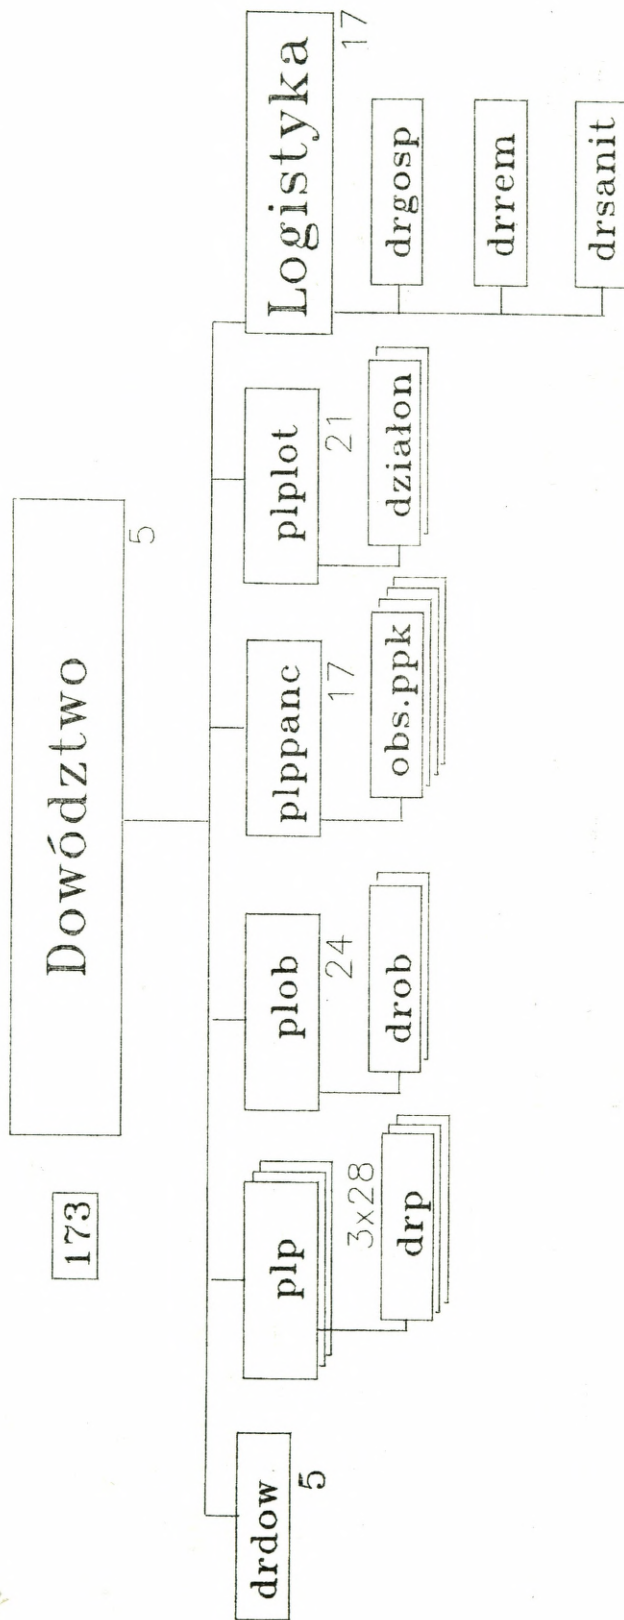 173
Dowództwo
5
drdow
5
plp
3x28
drp
plob
24
drob
plppanc
17
obs.ppk
plplot
21
działon
Logistyka
17
drgosp
drrem
drsanit